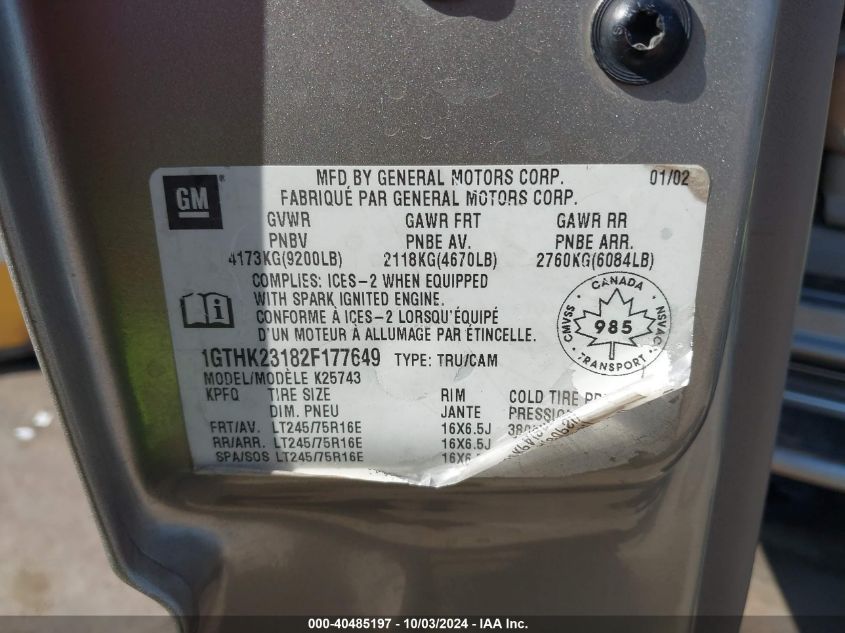 GM
MFD BY GENERAL MOTORS CORP. 01/02
FABRIQUÉ PAR GENERAL MOTORS CORP.
GVWR GAWR FRT GAWR RR
PNBV PNBE AV. PNBE ARR.
4173KG(9200LB) 2118KG(4670LB) 2760KG(6084LB)
COMPLIES: ICES-2 WHEN EQUIPPED
WITH SPARK IGNITED ENGINE.
CONFORME À ICES-2 LORSQU'ÉQUIPÉ
D'UN MOTEUR À ALLUMAGE PAR ÉTINCELLE.
CANADA
CMVSS 985 NSVAC
TRANSPORT
1GTHK23182F177649 TYPE: TRU/CAM
MODEL/MODÈLE K25743
KPFQ TIRE SIZE RIM COLD TIRE
DIM. PNEU JANTE
FRT/AV. LT245/75R16E 16X6.5J
RR/ARR. LT245/75R16E 16X6.5J
SPA/SOS LT245/75R16E
000-40485197 - 10/03/2024 - IAA Inc.